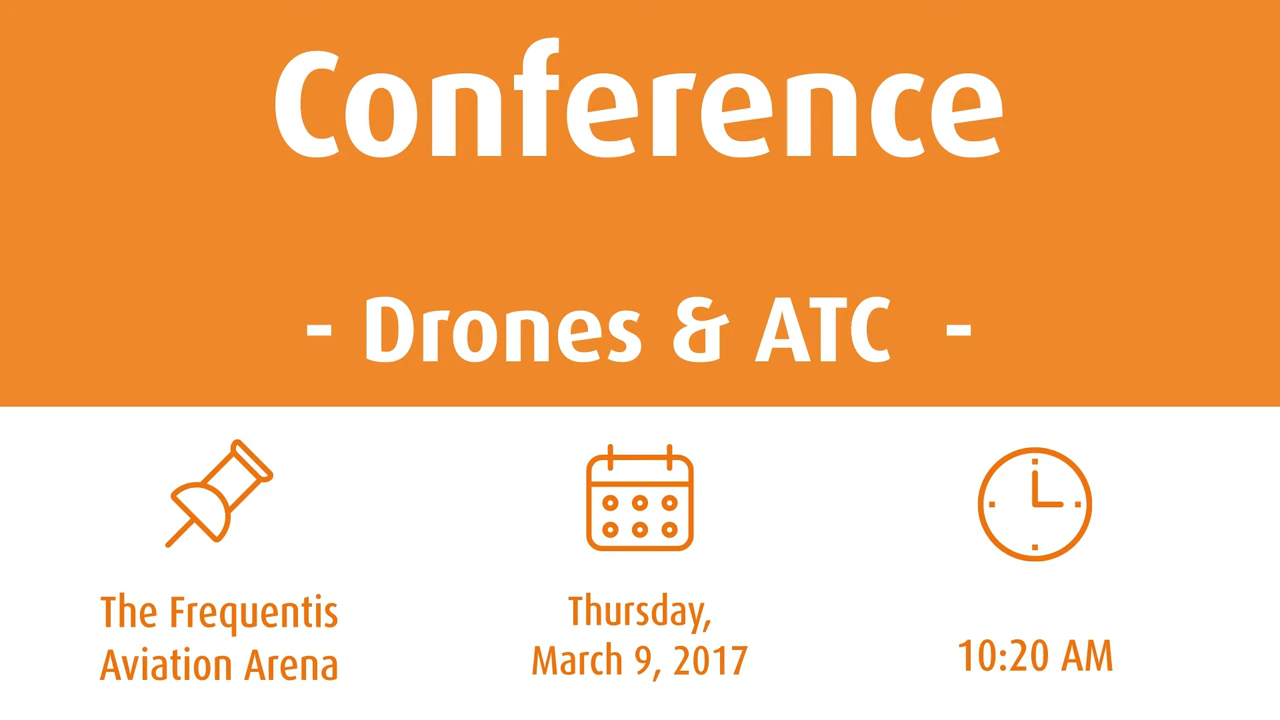 Conference
- Drones & ATC -
The Frequentis
Aviation Arena
Thursday,
March 9, 2017
10:20 AM